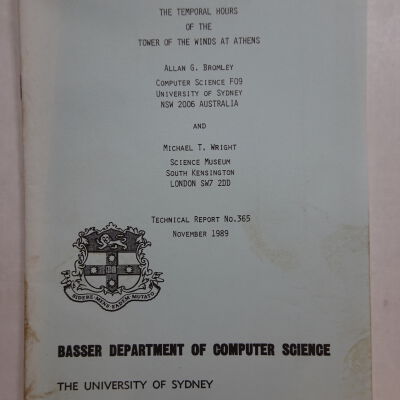 THE TEMPORAL HOURS
OF THE
TOWER OF THE WINDS AT ATHENS
ALLAN G. BROMLEY
COMPUTER SCIENCE F09
UNIVERSITY OF SYDNEY
NSW 2006 AUSTRALIA
AND
MICHAEL T. WRIGHT
SCIENCE MUSEUM
SOUTH KENSINGTON
LONDON SW7 2DD
TECHNICAL REPORT NO.365
NOVEMBER 1989
SIDERE·MENS·EADEM·MUTATO
BASSER DEPARTMENT OF COMPUTER SCIENCE
THE UNIVERSITY OF SYDNEY